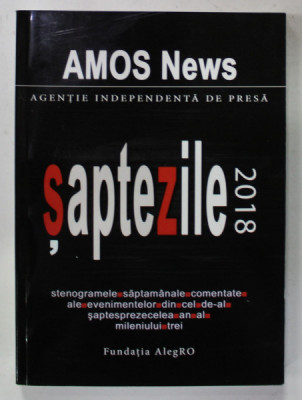 AMOS News
AGENȚIE INDEPENDENTĂ DE PRESĂ
șaptezile
2018
stenogramele■săptamânale■comentate■
ale■evenimentelor■din■cel■de-al■
șaptesprezecelea■an■al■
mileniului■trei
Fundația AlegRO